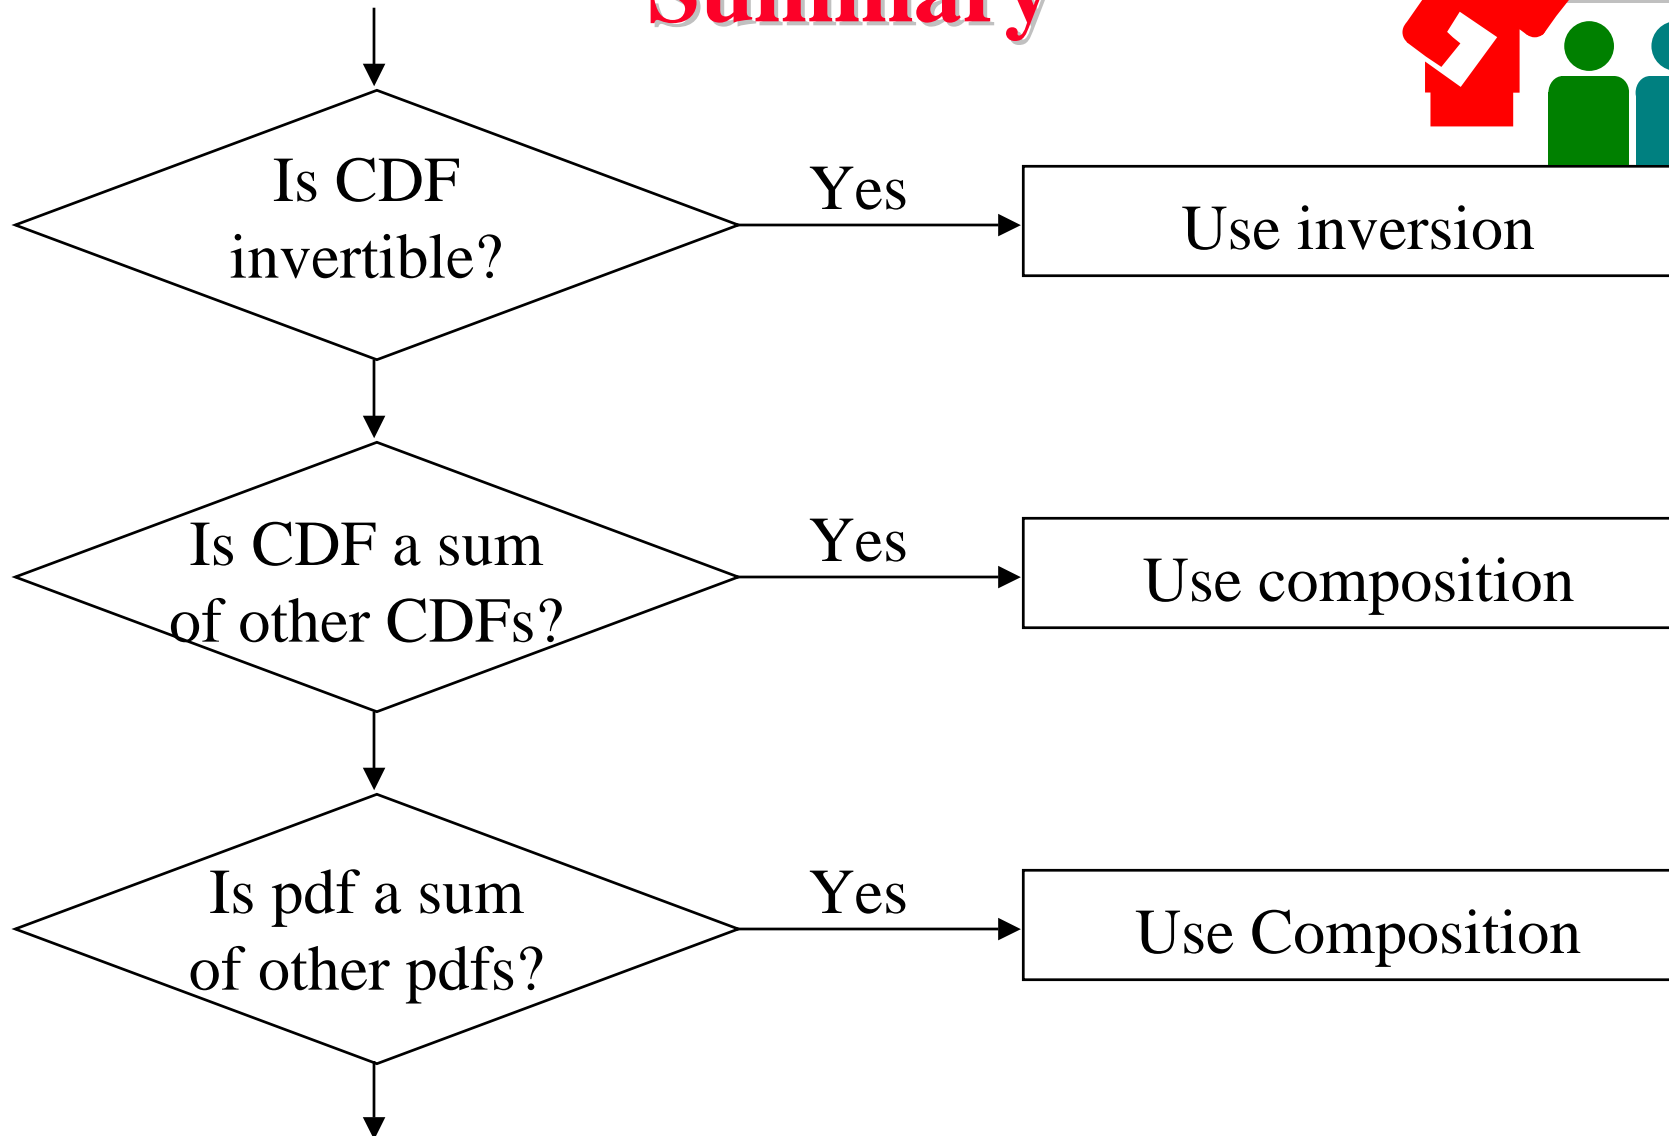 Summary
Is CDF
invertible?
Yes
Use inversion
Is CDF a sum
of other CDFs?
Yes
Use composition
Is pdf a sum
of other pdfs?
Yes
Use Composition